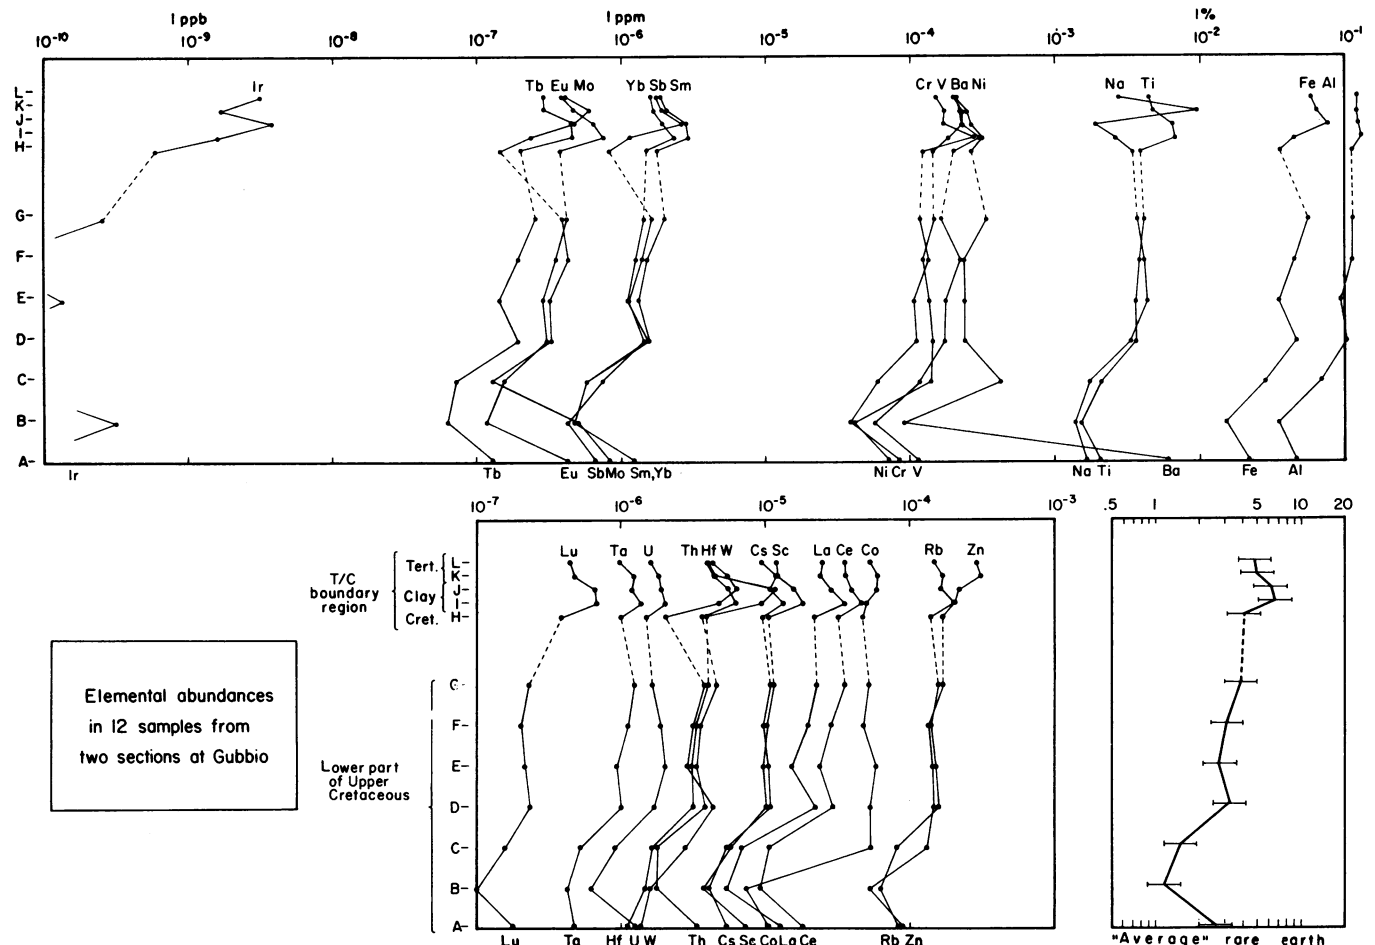 1 ppb 1 ppm 1%
10-10 10-9 10-8 10-7 10-6 10-5 10-4 10-3 10-2 10-1
Ir Tb Eu Mo Yb Sb Sm Cr V Ba Ni Na Ti Fe Al
L-
K-
J-
I-
H-
G-
F-
E-
D-
C-
B-
A-
Ir Tb Eu Sb Mo Sm,Yb Ni Cr V Na Ti Ba Fe Al
10-7 10-6 10-5 10-4 10-3 .5 1 5 10 20
Lu Ta U Th Hf W Cs Sc La Ce Co Rb Zn
T/C boundary region
Tert.
Clay
Cret.
L-
K-
J-
I-
H-
Elemental abundances
in 12 samples from
two sections at Gubbio
Lower part
of Upper
Cretaceous
G-
F-
E-
D-
C-
B-
A-
Lu Ta Hf U W Th Cs Sc Co La Ce Rb Zn "Average" rare earth